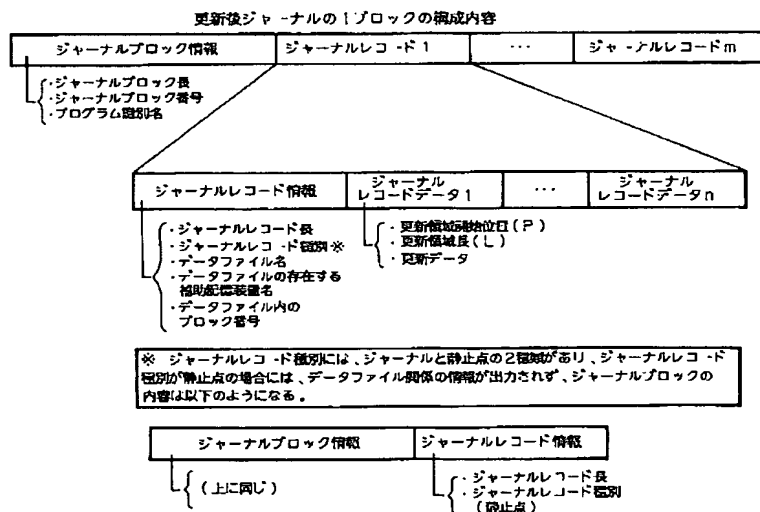 更新後ジャーナルの1ブロックの構成内容
ジャーナルブロック情報 ジャーナルレコード1 … ジャーナルレコードm
・ジャーナルブロック長
・ジャーナルブロック番号
・プログラム識別名
ジャーナルレコード情報 ジャーナルレコードデータ1 … ジャーナルレコードデータn
・ジャーナルレコード長
・ジャーナルレコード種別※
・データファイル名
・データファイルの存在する
補助記憶装置名
・データファイル内の
ブロック番号
・更新領域開始位置(P)
・更新領域長(L)
・更新データ
※ ジャーナルレコード種別には、ジャーナルと静止点の2種類があり、ジャーナルレコード
種別が静止点の場合には、データファイル関係の情報が出力されず、ジャーナルブロックの
内容は以下のようになる。
ジャーナルブロック情報 ジャーナルレコード情報
(上に同じ)
・ジャーナルレコード長
・ジャーナルレコード種別
(静止点)